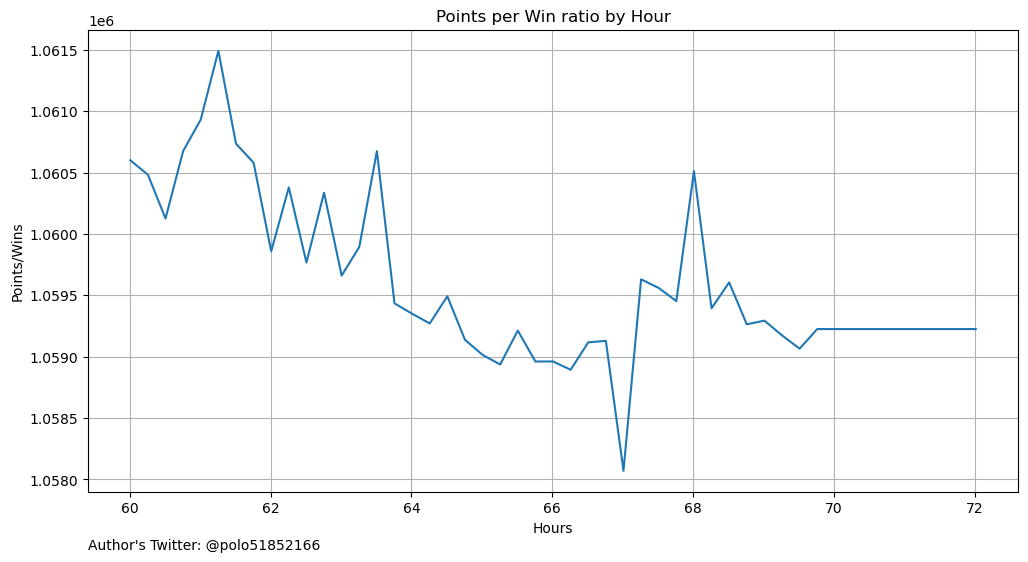 Points per Win ratio by Hour
1e6
1.0615
1.0610
1.0605
1.0600
1.0595
1.0590
1.0585
1.0580
Points/Wins
60 62 64 66 68 70 72
Hours
Author's Twitter: @polo51852166